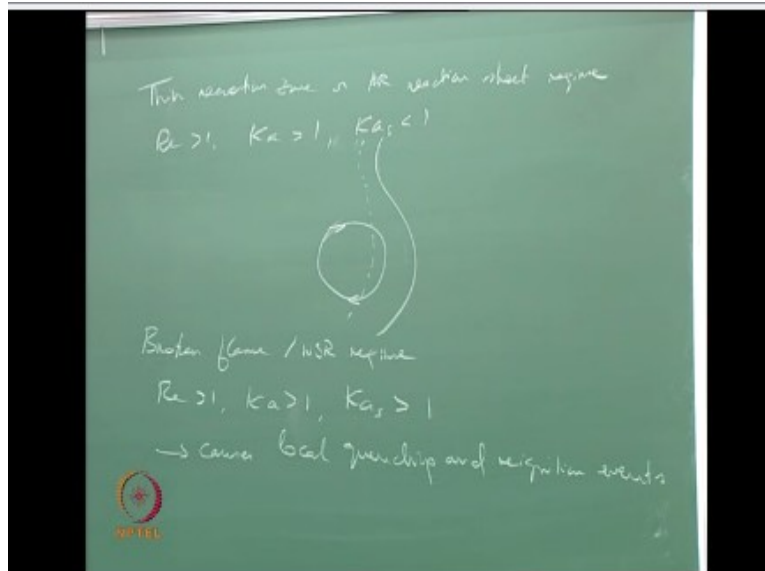 Thin reaction zone or reaction sheet regime
Re >1, Ka >1, Kaδ <1
Broken flame / WSR regime
Re >1, Ka >1, Kaδ > 1
→ causes local quenching and reignition events
NPTEL